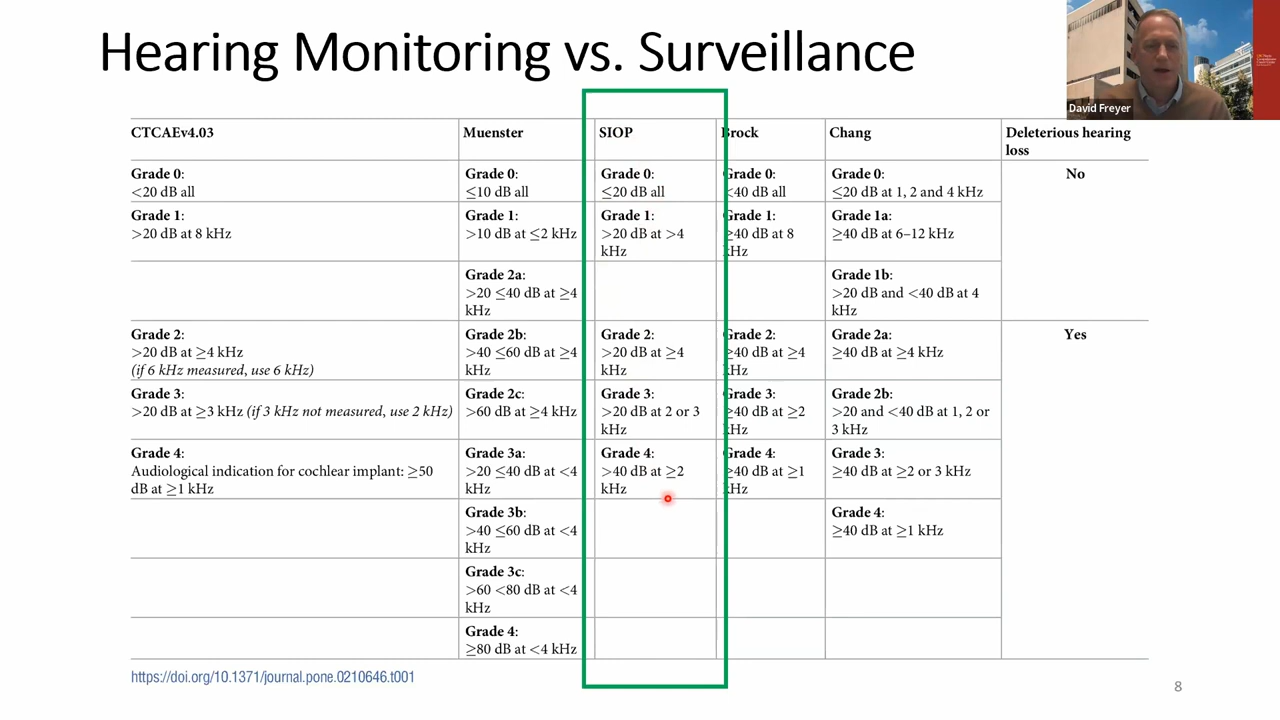 Hearing Monitoring vs. Surveillance
David Freyer
CTCAEv4.03
Muenster
SIOP
Brock
Chang
Deleterious hearing
loss
Grade 0:
<20 dB all
Grade 0:
≤10 dB all
Grade 0:
≤20 dB all
Grade 0:
<40 dB all
Grade 0:
≤20 dB at 1, 2 and 4 kHz
No
Grade 1:
>20 dB at 8 kHz
Grade 1:
>10 dB at ≤2 kHz
Grade 1:
>20 dB at >4
kHz
Grade 1:
≥40 dB at 8
kHz
Grade 1a:
≥40 dB at 6–12 kHz
Grade 2a:
>20 ≤40 dB at ≥4
kHz
Grade 1b:
>20 dB and <40 dB at 4
kHz
Grade 2:
>20 dB at ≥4 kHz
(if 6 kHz measured, use 6 kHz)
Grade 2b:
>40 ≤60 dB at ≥4
kHz
Grade 2:
>20 dB at ≥4
kHz
Grade 2:
≥40 dB at ≥4
kHz
Grade 2a:
≥40 dB at ≥4 kHz
Yes
Grade 3:
>20 dB at ≥3 kHz (if 3 kHz not measured, use 2 kHz)
Grade 2c:
>60 dB at ≥4 kHz
Grade 3:
>20 dB at 2 or 3
kHz
Grade 3:
≥40 dB at ≥2
kHz
Grade 2b:
>20 and <40 dB at 1, 2 or
3 kHz
Grade 4:
Audiological indication for cochlear implant: ≥50
dB at ≥1 kHz
Grade 3a:
>20 ≤40 dB at <4
kHz
Grade 4:
>40 dB at ≥2
kHz
Grade 4:
≥40 dB at ≥1
kHz
Grade 3:
≥40 dB at ≥2 or 3 kHz
Grade 3b:
>40 ≤60 dB at <4
kHz
Grade 4:
≥40 dB at ≥1 kHz
Grade 3c:
>60 <80 dB at <4
kHz
Grade 4:
≥80 dB at <4 kHz
https://doi.org/10.1371/journal.pone.0210646.t001
8